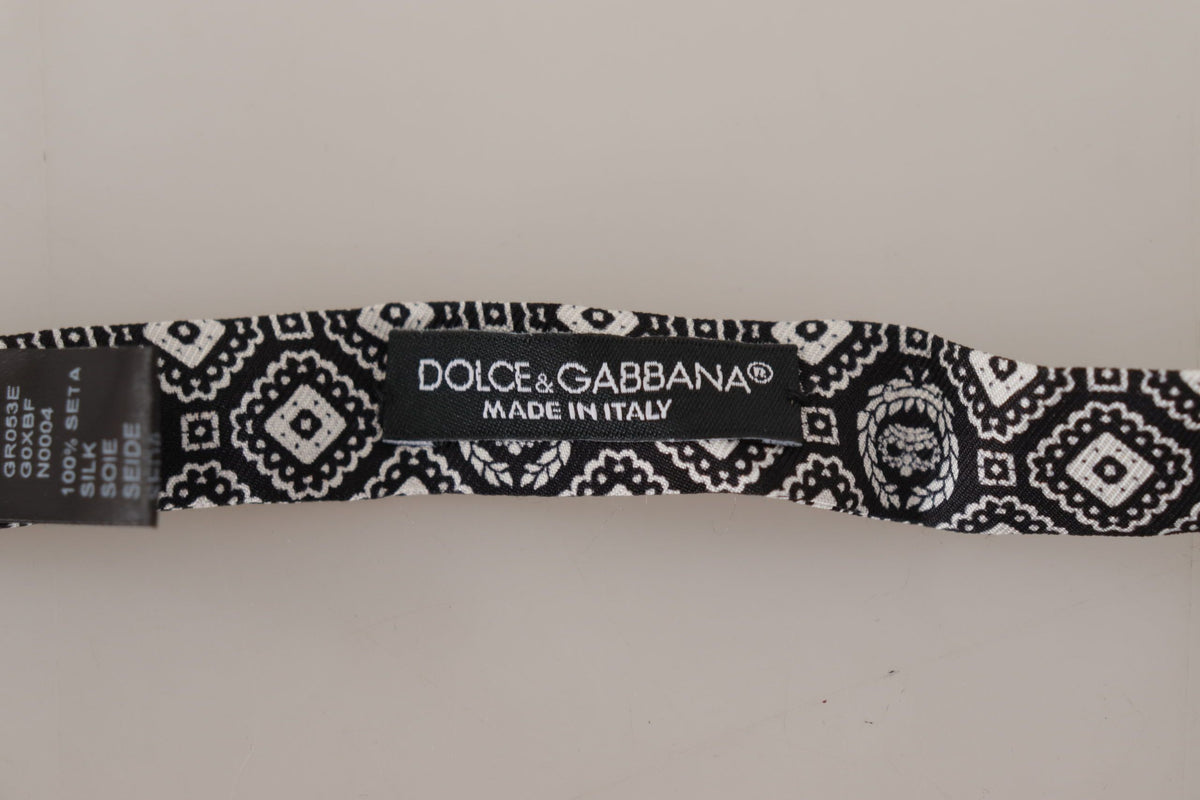 GR053E
G0XBF
N0004
100% SETA
SILK
SOIE
SEIDE
DOLCE&GABBANA®
MADE IN ITALY